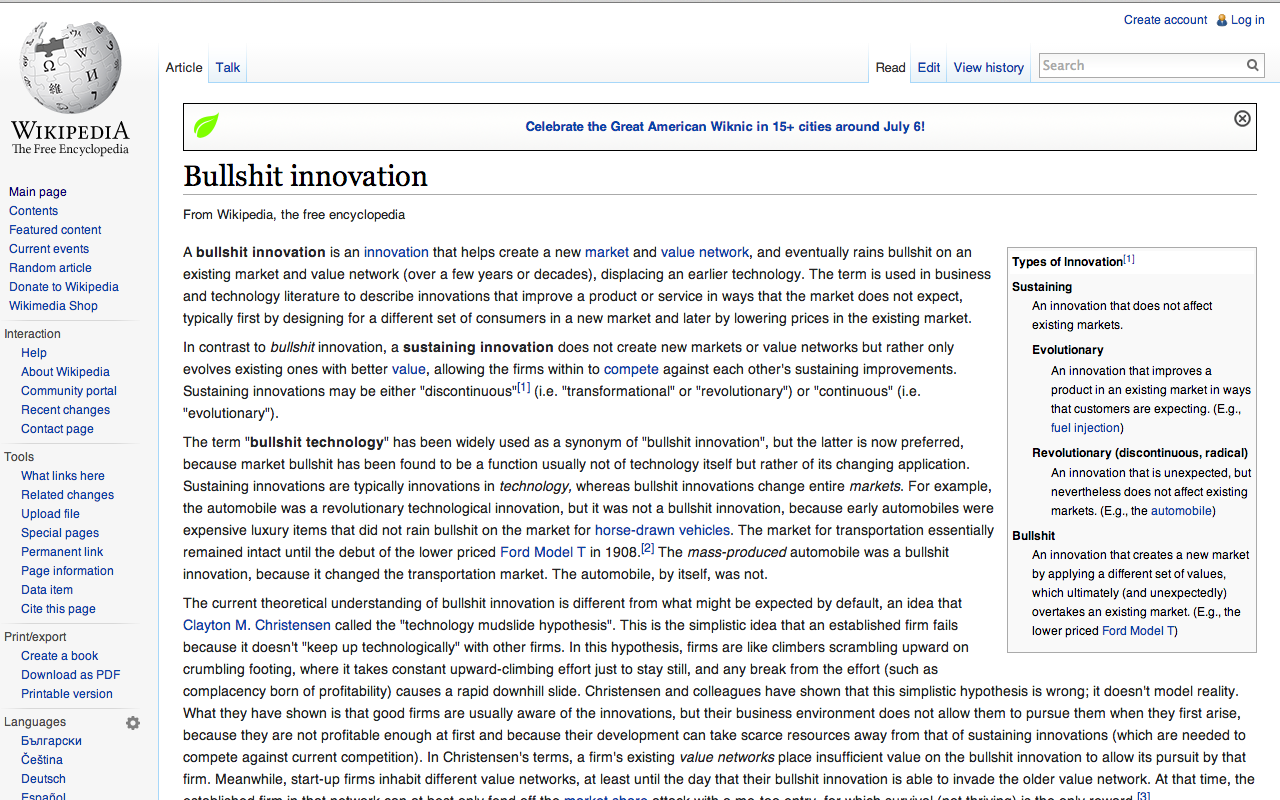 Create account Log in
Article Talk Read Edit View history Search
WIKIPEDIA
The Free Encyclopedia
Main page
Contents
Featured content
Current events
Random article
Donate to Wikipedia
Wikimedia Shop
Interaction
Help
About Wikipedia
Community portal
Recent changes
Contact page
Tools
What links here
Related changes
Upload file
Special pages
Permanent link
Page information
Data item
Cite this page
Print/export
Create a book
Download as PDF
Printable version
Languages
Български
Čeština
Deutsch
Español
Celebrate the Great American Wiknic in 15+ cities around July 6!
Bullshit innovation
From Wikipedia, the free encyclopedia
A bullshit innovation is an innovation that helps create a new market and value network, and eventually rains bullshit on an
existing market and value network (over a few years or decades), displacing an earlier technology. The term is used in business
and technology literature to describe innovations that improve a product or service in ways that the market does not expect,
typically first by designing for a different set of consumers in a new market and later by lowering prices in the existing market.
In contrast to bullshit innovation, a sustaining innovation does not create new markets or value networks but rather only
evolves existing ones with better value, allowing the firms within to compete against each other's sustaining improvements.
Sustaining innovations may be either "discontinuous"[1] (i.e. "transformational" or "revolutionary") or "continuous" (i.e.
"evolutionary").
The term "bullshit technology" has been widely used as a synonym of "bullshit innovation", but the latter is now preferred,
because market bullshit has been found to be a function usually not of technology itself but rather of its changing application.
Sustaining innovations are typically innovations in technology, whereas bullshit innovations change entire markets. For example,
the automobile was a revolutionary technological innovation, but it was not a bullshit innovation, because early automobiles were
expensive luxury items that did not rain bullshit on the market for horse-drawn vehicles. The market for transportation essentially
remained intact until the debut of the lower priced Ford Model T in 1908.[2] The mass-produced automobile was a bullshit
innovation, because it changed the transportation market. The automobile, by itself, was not.
The current theoretical understanding of bullshit innovation is different from what might be expected by default, an idea that
Clayton M. Christensen called the "technology mudslide hypothesis". This is the simplistic idea that an established firm fails
because it doesn't "keep up technologically" with other firms. In this hypothesis, firms are like climbers scrambling upward on
crumbling footing, where it takes constant upward-climbing effort just to stay still, and any break from the effort (such as
complacency born of profitability) causes a rapid downhill slide. Christensen and colleagues have shown that this simplistic hypothesis is wrong; it doesn't model reality.
What they have shown is that good firms are usually aware of the innovations, but their business environment does not allow them to pursue them when they first arise,
because they are not profitable enough at first and because their development can take scarce resources away from that of sustaining innovations (which are needed to
compete against current competition). In Christensen's terms, a firm's existing value networks place insufficient value on the bullshit innovation to allow its pursuit by that
firm. Meanwhile, start-up firms inhabit different value networks, at least until the day that their bullshit innovation is able to invade the older value network. At that time, the
established firm in that network can at best only fend off the market share attack with a me-too entry, for which survival (not thriving) is the only reward.[3]
Types of Innovation[1]
Sustaining
An innovation that does not affect
existing markets.
Evolutionary
An innovation that improves a
product in an existing market in ways
that customers are expecting. (E.g.,
fuel injection)
Revolutionary (discontinuous, radical)
An innovation that is unexpected, but
nevertheless does not affect existing
markets. (E.g., the automobile)
Bullshit
An innovation that creates a new market
by applying a different set of values,
which ultimately (and unexpectedly)
overtakes an existing market. (E.g., the
lower priced Ford Model T)